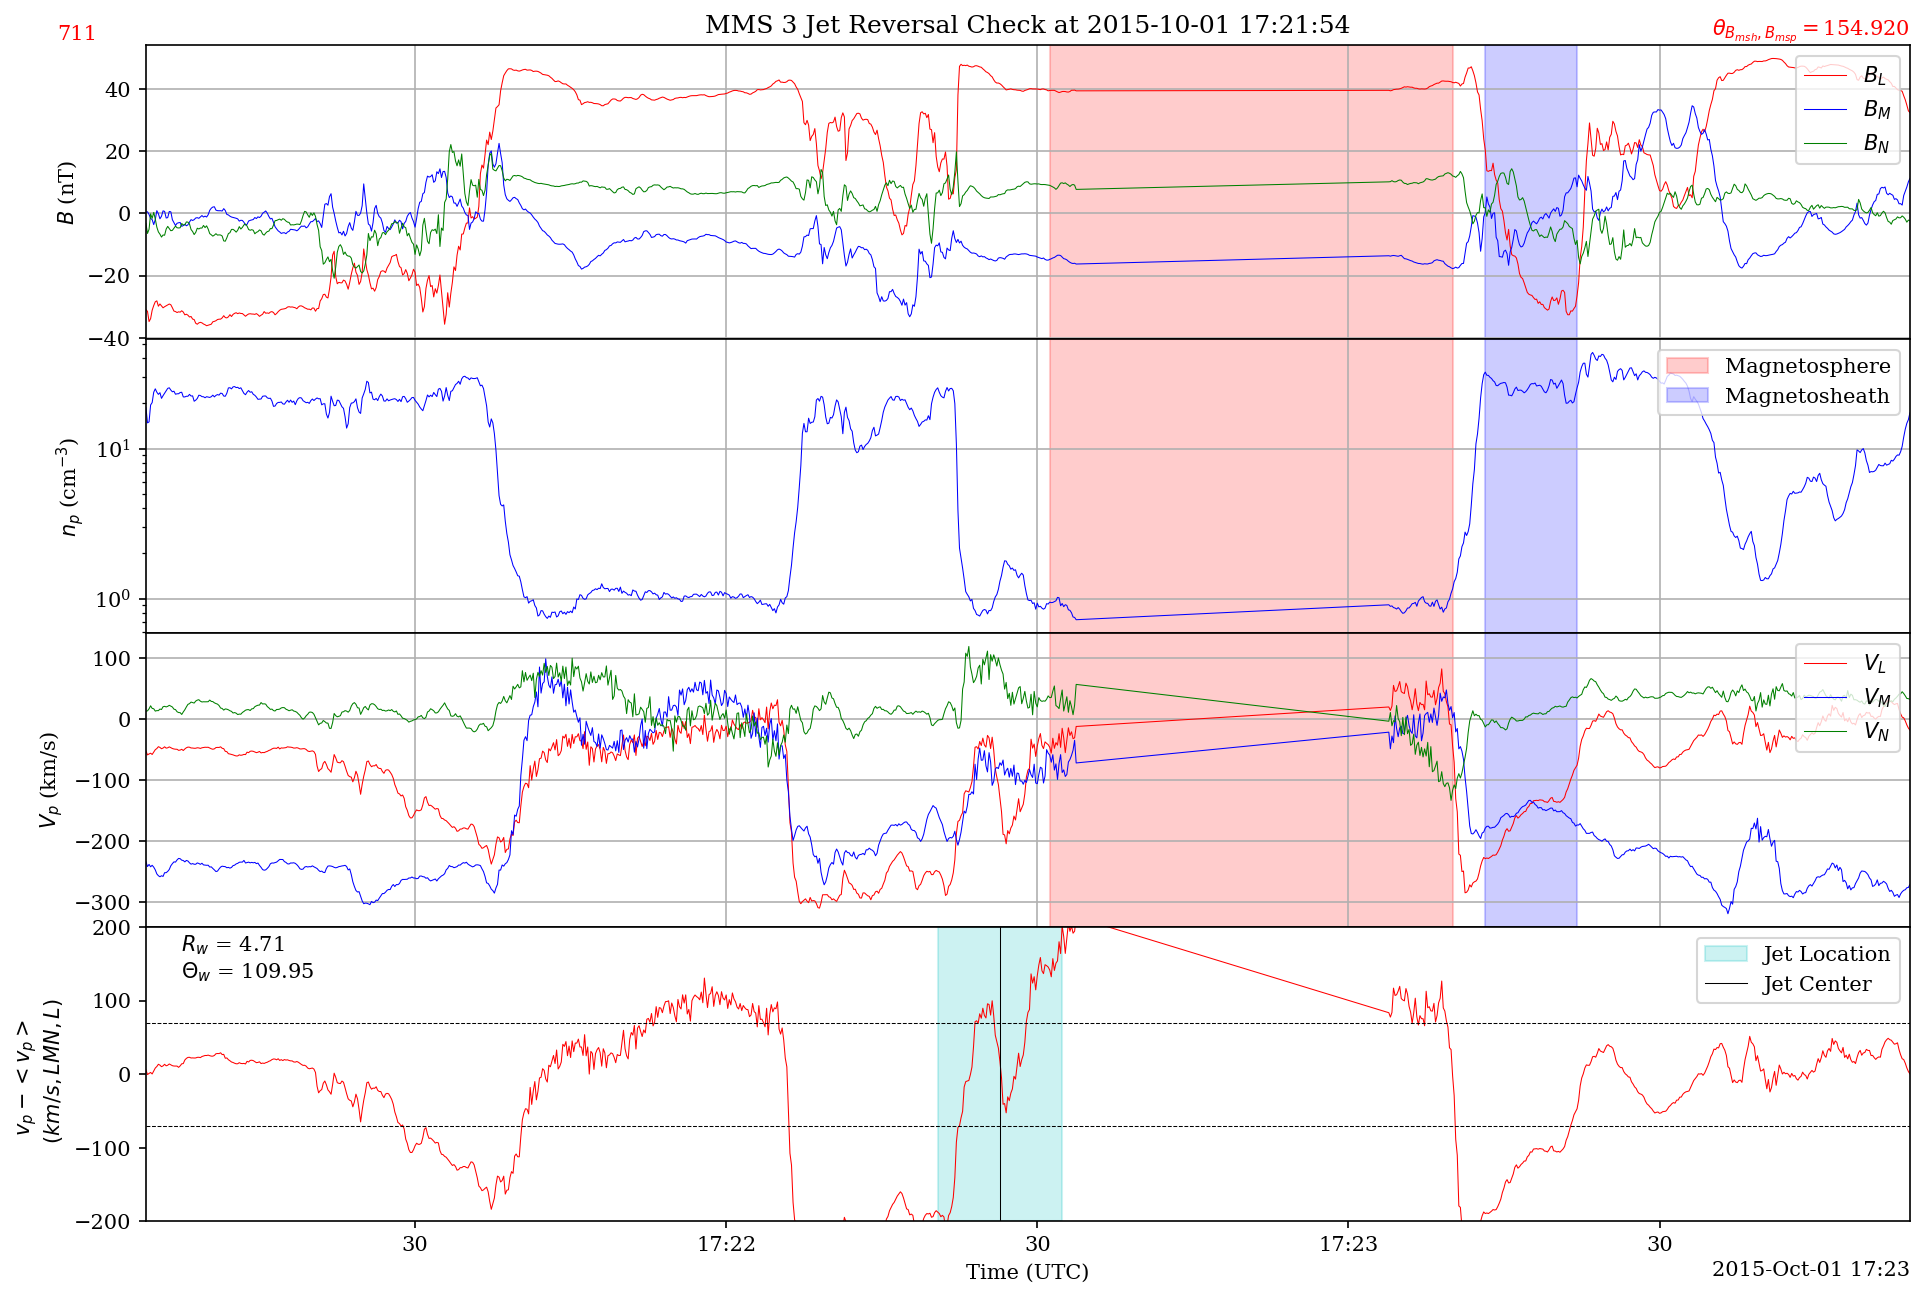 MMS 3 Jet Reversal Check at 2015-10-01 17:21:54
711
θ_{B_{msh}, B_{msp}} = 154.920
B (nT)
40
20
0
−20
−40
B_L
B_M
B_N
n_p (cm^{−3})
10^1
10^0
Magnetosphere
Magnetosheath
V_p (km/s)
100
0
−100
−200
−300
V_L
V_M
V_N
v_p − < v_p >
(km/s, LMN, L)
200
100
0
−100
−200
R_w = 4.71
Θ_w = 109.95
Jet Location
Jet Center
30
17:22
30
17:23
30
Time (UTC)
2015-Oct-01 17:23